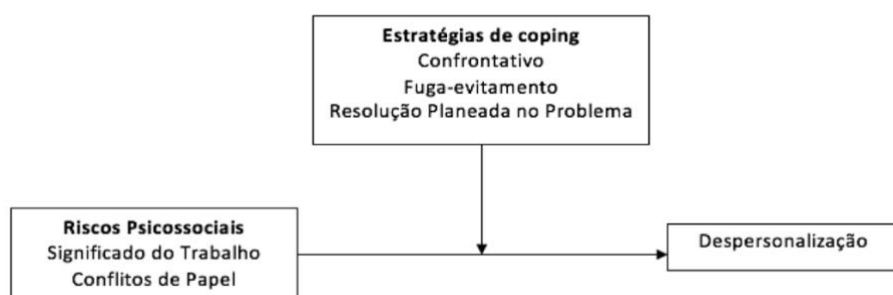 Estratégias de coping
Confrontativo
Fuga-evitamento
Resolução Planeada no Problema
Riscos Psicossociais
Significado do Trabalho
Conflitos de Papel
Despersonalização